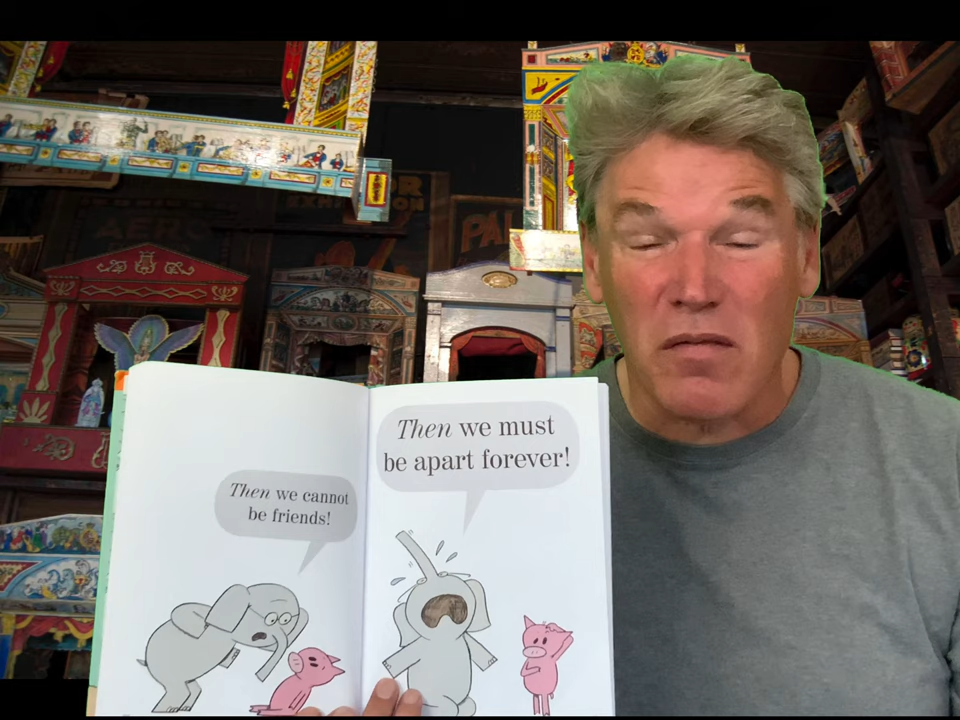 Then we cannot
be friends!
Then we must
be apart forever!